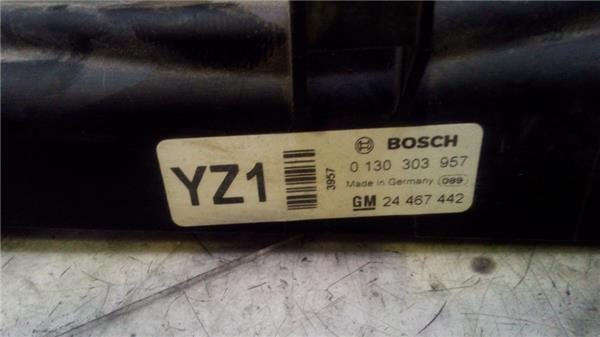 YZ1
3957
BOSCH
0 130 303 957
Made in Germany 089
GM 24 467 442